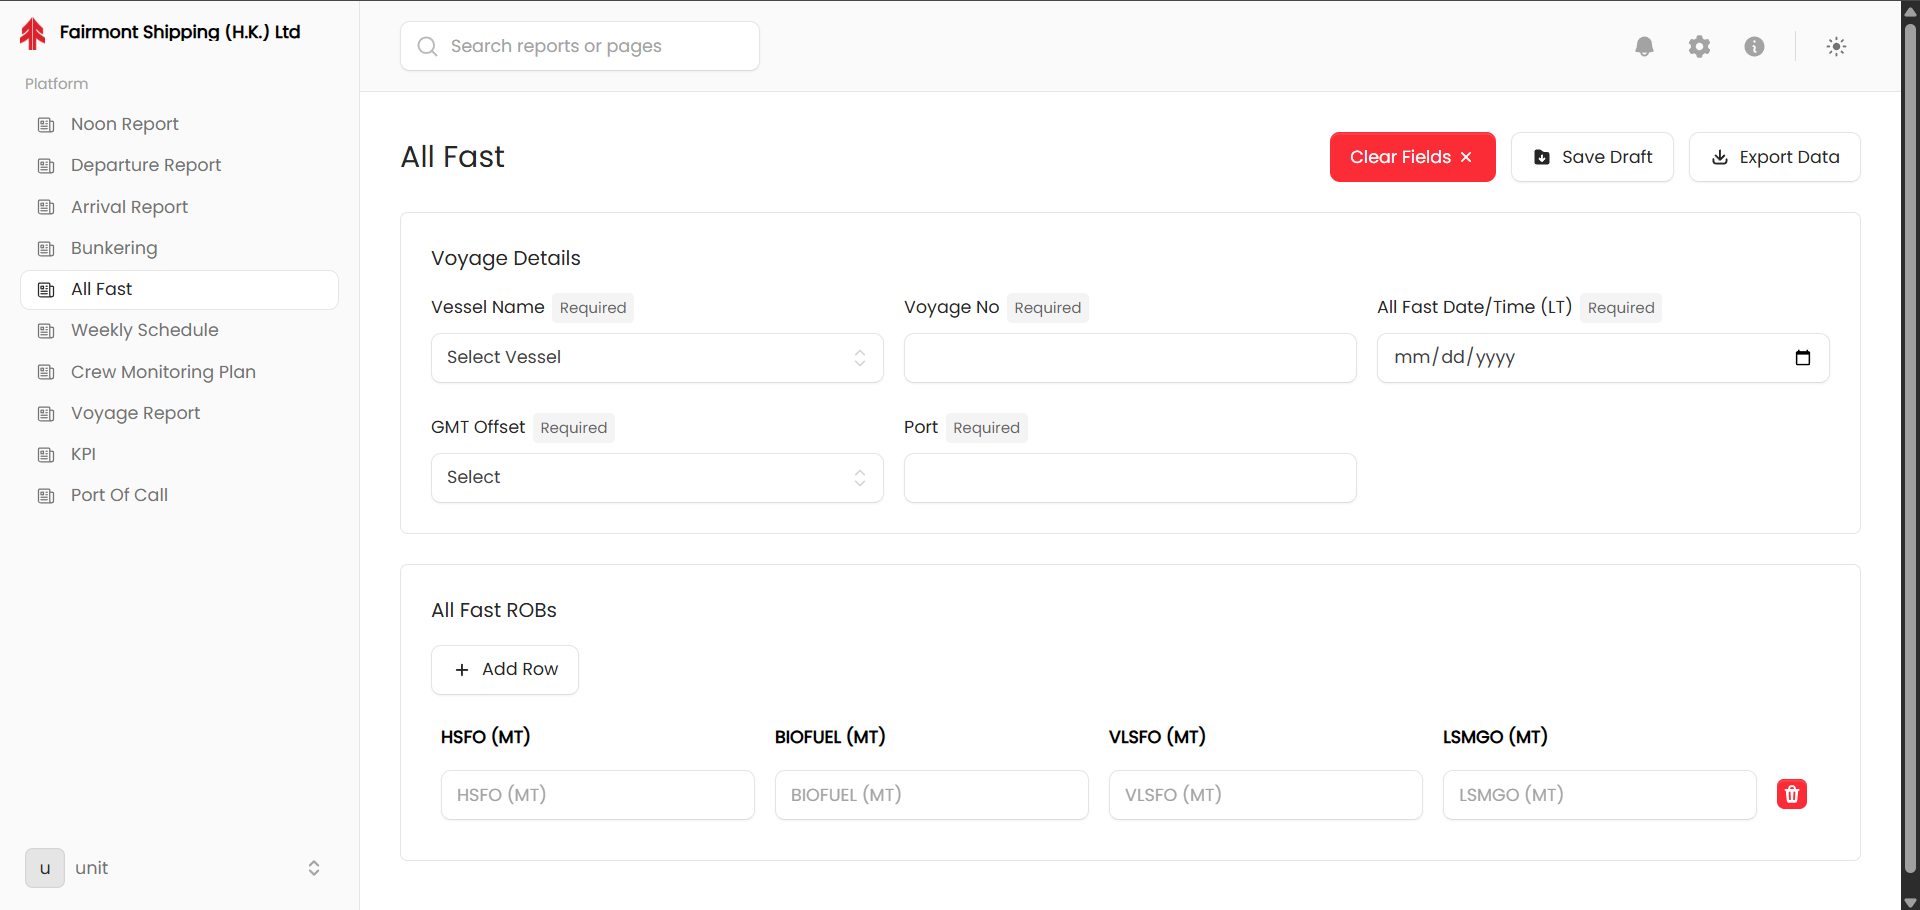 Fairmont Shipping (H.K.) Ltd
Platform
Noon Report
Departure Report
Arrival Report
Bunkering
All Fast
Weekly Schedule
Crew Monitoring Plan
Voyage Report
KPI
Port Of Call
u unit
Search reports or pages
All Fast
Clear Fields
Save Draft
Export Data
Voyage Details
Vessel Name Required
Voyage No Required
All Fast Date/Time (LT) Required
Select Vessel
mm/dd/yyyy
GMT Offset Required
Port Required
Select
All Fast ROBs
+ Add Row
HSFO (MT) BIOFUEL (MT) VLSFO (MT) LSMGO (MT)
HSFO (MT) BIOFUEL (MT) VLSFO (MT) LSMGO (MT)